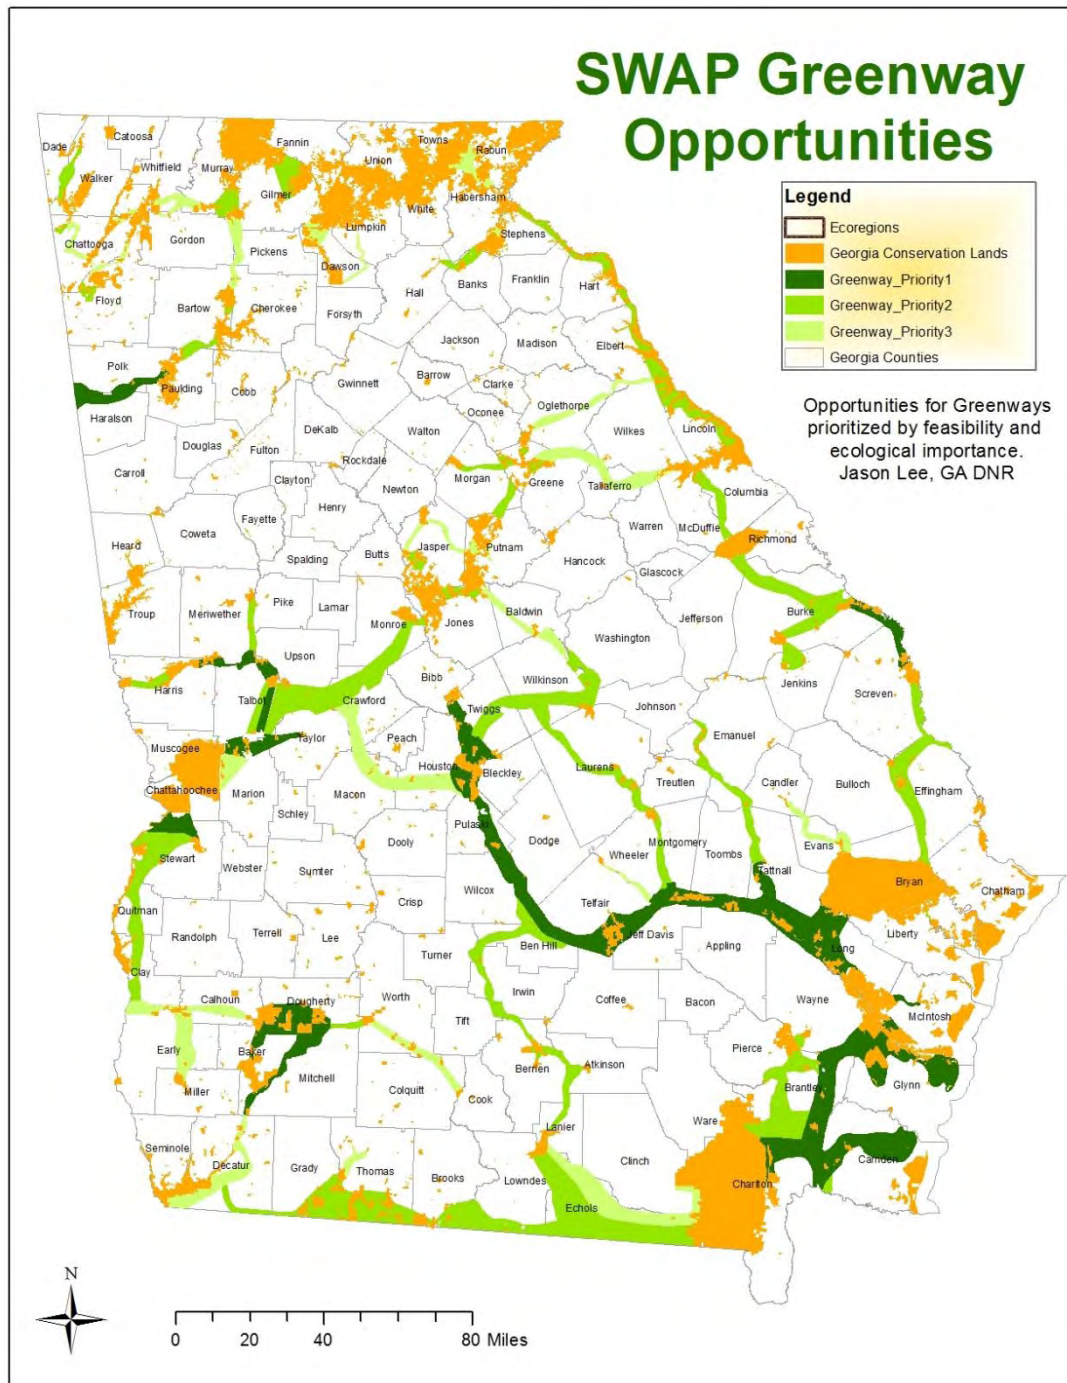 SWAP Greenway
Opportunities
Legend
Ecoregions
Georgia Conservation Lands
Greenway_Priority1
Greenway_Priority2
Greenway_Priority3
Georgia Counties
Opportunities for Greenways
prioritized by feasibility and
ecological importance.
Jason Lee, GA DNR
Dade
Catoosa
Fannin
Towns
Rabun
Walker
Whitfield
Murray
Union
Gilmer
Habersham
White
Lumpkin
Stephens
Chattooga
Gordon
Pickens
Dawson
Banks
Franklin
Hart
Floyd
Bartow
Cherokee
Forsyth
Hall
Jackson
Madison
Elbert
Polk
Paulding
Cobb
Gwinnett
Barrow
Clarke
Oconee
Oglethorpe
Haralson
Douglas
Fulton
DeKalb
Walton
Wilkes
Lincoln
Carroll
Rockdale
Clayton
Newton
Morgan
Greene
Taliaferro
Columbia
Henry
Fayette
Coweta
Warren
McDuffie
Richmond
Heard
Spalding
Butts
Jasper
Putnam
Hancock
Glascock
Troup
Meriwether
Pike
Lamar
Monroe
Jones
Baldwin
Washington
Jefferson
Burke
Upson
Harris
Talbot
Crawford
Bibb
Twiggs
Wilkinson
Johnson
Jenkins
Screven
Muscogee
Taylor
Peach
Houston
Bleckley
Laurens
Emanuel
Treutlen
Candler
Bulloch
Effingham
Chattahoochee
Marion
Macon
Schley
Pulaski
Dodge
Wheeler
Montgomery
Toombs
Tattnall
Evans
Bryan
Chatham
Stewart
Webster
Sumter
Dooly
Wilcox
Telfair
Crisp
Quitman
Randolph
Terrell
Lee
Turner
Ben Hill
Jeff Davis
Appling
Long
Liberty
Clay
Calhoun
Dougherty
Worth
Irwin
Coffee
Bacon
Wayne
McIntosh
Tift
Early
Baker
Mitchell
Colquitt
Berrien
Atkinson
Pierce
Brantley
Glynn
Miller
Cook
Ware
Lanier
Seminole
Decatur
Grady
Thomas
Brooks
Lowndes
Clinch
Echols
Charlton
Camden
N
0 20 40 80 Miles